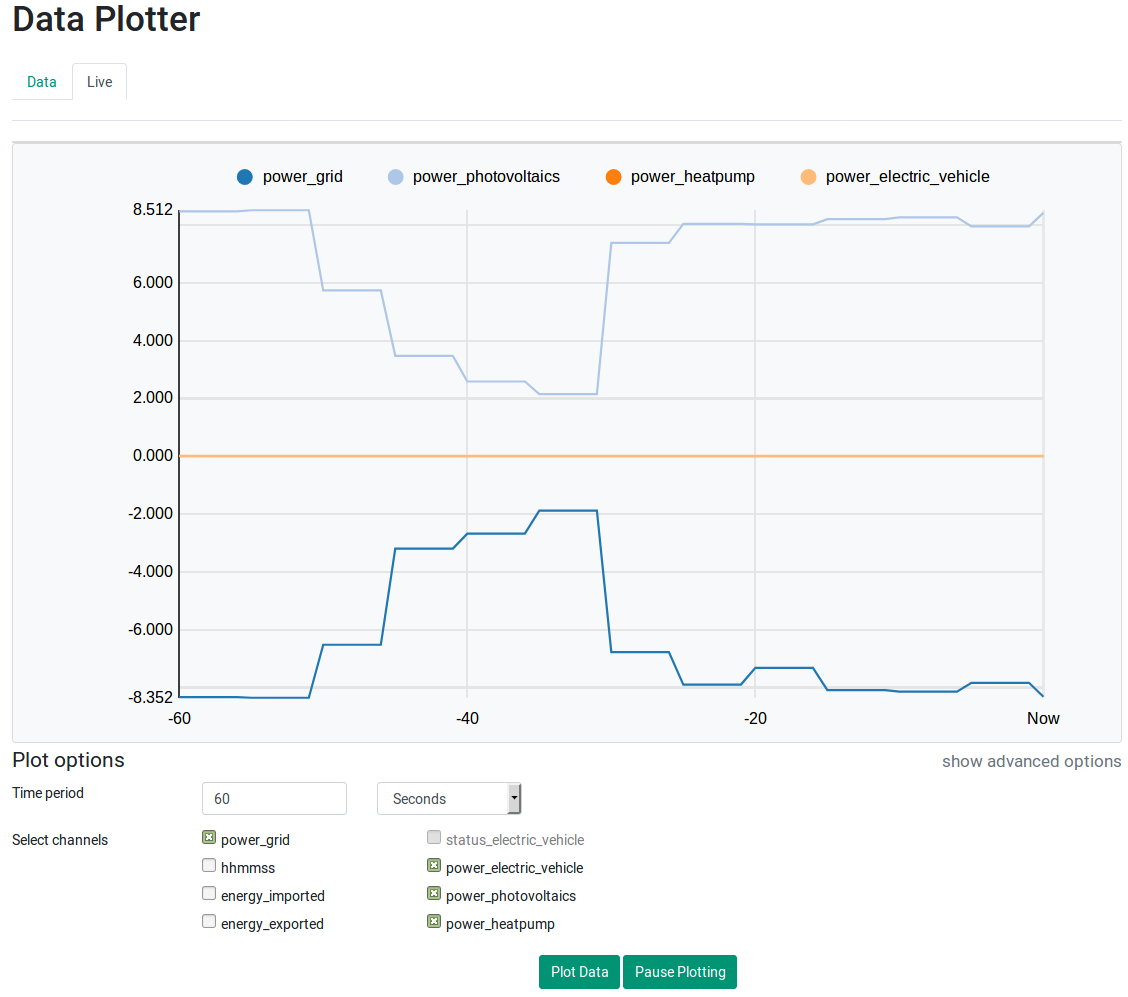 Data Plotter
Data Live
power_grid power_photovoltaics power_heatpump power_electric_vehicle
8.512
6.000
4.000
2.000
0.000
-2.000
-4.000
-6.000
-8.352
-60 -40 -20 Now
Plot options show advanced options
Time period 60 Seconds
Select channels power_grid status_electric_vehicle
hhmmss power_electric_vehicle
energy_imported power_photovoltaics
energy_exported power_heatpump
Plot Data Pause Plotting